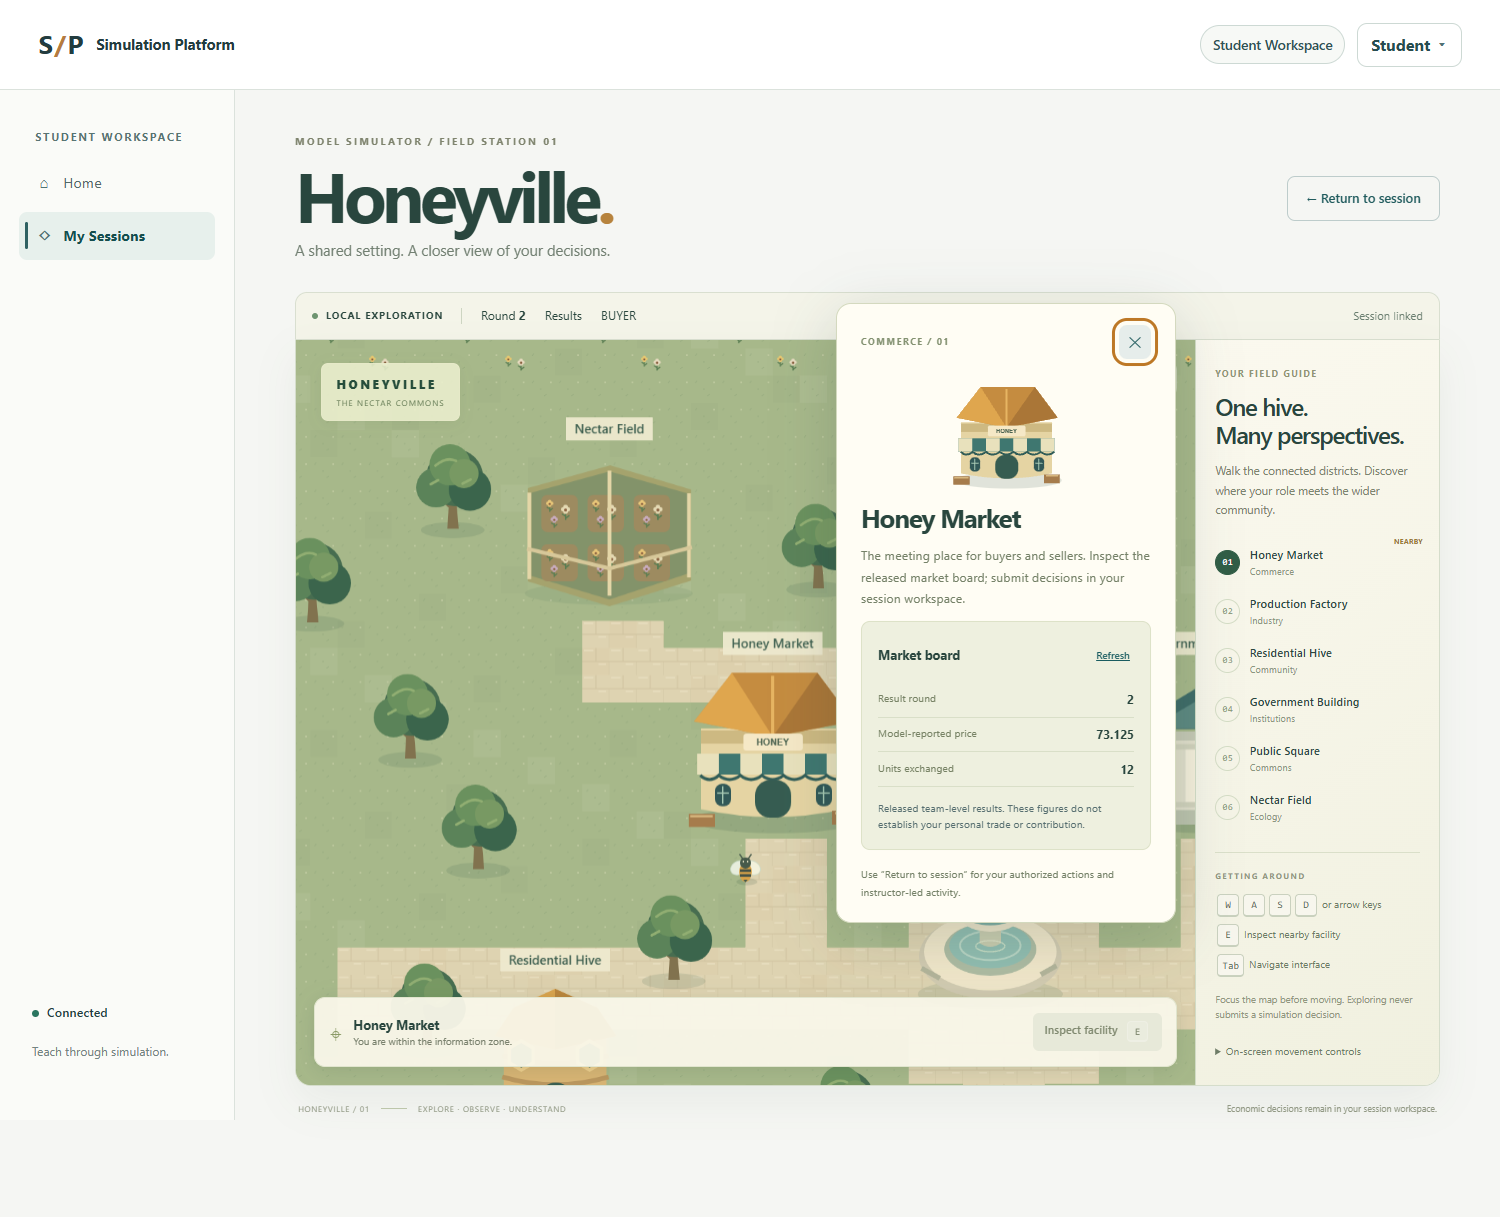 S/P Simulation Platform
Student Workspace
Student
STUDENT WORKSPACE
Home
My Sessions
Connected
Teach through simulation.
MODEL SIMULATOR / FIELD STATION 01
Honeyville.
A shared setting. A closer view of your decisions.
← Return to session
LOCAL EXPLORATION
Round 2
Results
BUYER
Session linked
HONEYVILLE
THE NECTAR COMMONS
Nectar Field
Honey Market
HONEY
Residential Hive
COMMERCE / 01
HONEY
Honey Market
The meeting place for buyers and sellers. Inspect the
released market board; submit decisions in your
session workspace.
Market board
Refresh
Result round 2
Model-reported price 73.125
Units exchanged 12
Released team-level results. These figures do not
establish your personal trade or contribution.
Use "Return to session" for your authorized actions and
instructor-led activity.
Honey Market
You are within the information zone.
Inspect facility E
YOUR FIELD GUIDE
One hive.
Many perspectives.
Walk the connected districts. Discover
where your role meets the wider
community.
NEARBY
01 Honey Market
Commerce
02 Production Factory
Industry
03 Residential Hive
Community
04 Government Building
Institutions
05 Public Square
Commons
06 Nectar Field
Ecology
GETTING AROUND
W A S D or arrow keys
E Inspect nearby facility
Tab Navigate interface
Focus the map before moving. Exploring never
submits a simulation decision.
On-screen movement controls
HONEYVILLE / 01
EXPLORE · OBSERVE · UNDERSTAND
Economic decisions remain in your session workspace.